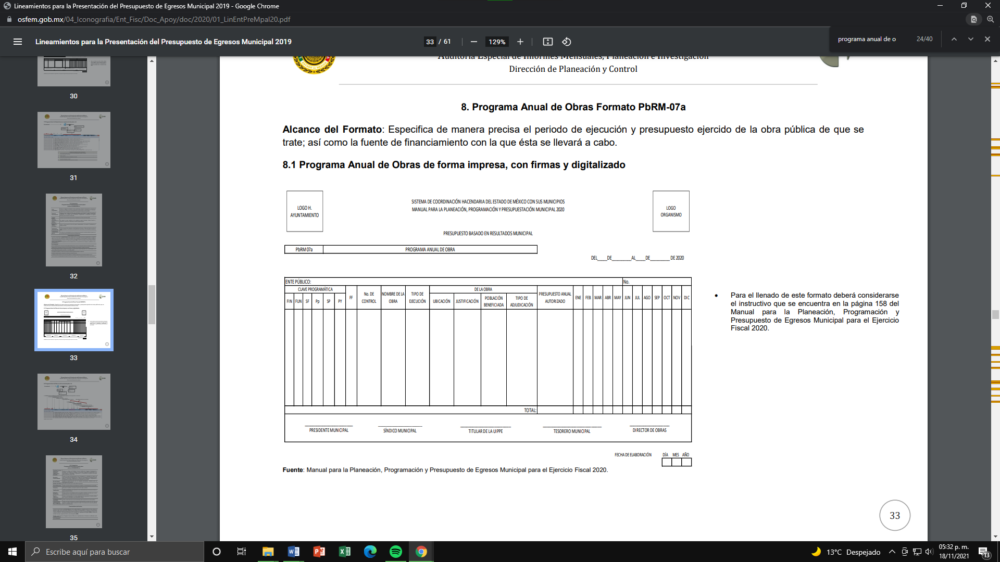 Lineamientos para la Presentación del Presupuesto de Egresos Municipal 2019 - Google Chrome
osfem.gob.mx/04_Iconografia/Ent_Fisc/Doc_Apoy/doc/2020/01_LinEntPreMpal20.pdf
Lineamientos para la Presentación del Presupuesto de Egresos Municipal 2019
33 / 61
129%
programa anual de o
24/40
30
31
32
33
34
35
Auditoría Especial de Informes Mensuales, Planeación e Investigación
Dirección de Planeación y Control
8. Programa Anual de Obras Formato PbRM-07a
Alcance del Formato: Especifica de manera precisa el periodo de ejecución y presupuesto ejercido de la obra pública de que se
trate; así como la fuente de financiamiento con la que ésta se llevará a cabo.
8.1 Programa Anual de Obras de forma impresa, con firmas y digitalizado
LOGO H.
AYUNTAMIENTO
SISTEMA DE COORDINACIÓN HACENDARIA DEL ESTADO DE MÉXICO CON SUS MUNICIPIOS
MANUAL PARA LA PLANEACIÓN, PROGRAMACIÓN Y PRESUPUESTACIÓN MUNICIPAL 2020
LOGO
ORGANISMO
PRESUPUESTO BASADO EN RESULTADOS MUNICIPAL
PbRM 07a
PROGRAMA ANUAL DE OBRA
DEL____DE________AL____DE________ DE 2020
ENTE PÚBLICO:
No.
CLAVE PROGRAMÁTICA
FIN FUN SF Pp SP PY
FF
No. DE
CONTROL
NOMBRE DE LA
OBRA
TIPO DE
EJECUCIÓN
DE LA OBRA
UBICACIÓN
JUSTIFICACIÓN
POBLACIÓN
BENEFICIADA
TIPO DE
ADJUDICACIÓN
PRESUPUESTO ANUAL
AUTORIZADO
ENE FEB MAR ABR MAY JUN JUL AGO SEP OCT NOV DIC
TOTAL:
PRESIDENTE MUNICIPAL
SÍNDICO MUNICIPAL
TITULAR DE LA UIPPE
TESORERO MUNICIPAL
DIRECTOR DE OBRAS
FECHA DE ELABORACIÓN
DÍA MES AÑO
Fuente: Manual para la Planeación, Programación y Presupuesto de Egresos Municipal para el Ejercicio Fiscal 2020.
• Para el llenado de este formato deberá considerarse
el instructivo que se encuentra en la página 158 del
Manual para la Planeación, Programación y
Presupuesto de Egresos Municipal para el Ejercicio
Fiscal 2020.
33
Escribe aquí para buscar
13°C Despejado
05:32 p. m.
18/11/2021
13